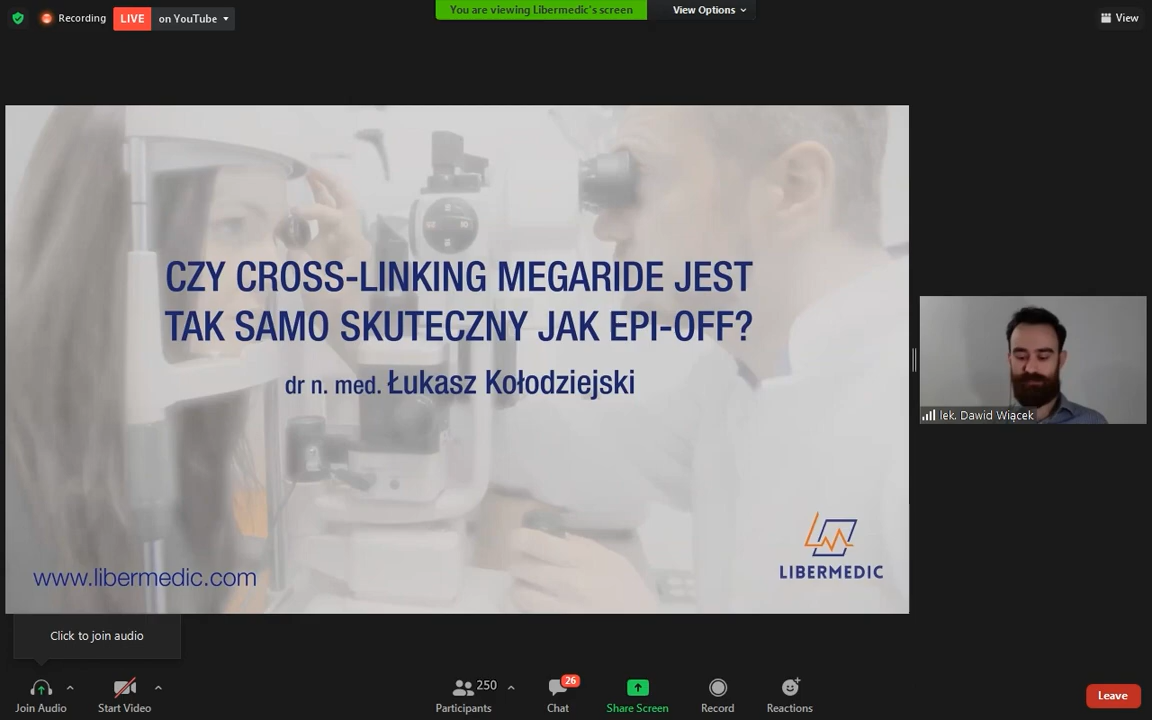 Recording
LIVE
on YouTube
You are viewing Libermedic's screen
View Options
View
CZY CROSS-LINKING MEGARIDE JEST
TAK SAMO SKUTECZNY JAK EPI-OFF?
dr n. med. Łukasz Kołodziejski
lek. Dawid Wiącek
www.libermedic.com
LIBERMEDIC
Click to join audio
Join Audio
Start Video
250
Participants
26
Chat
Share Screen
Record
Reactions
Leave